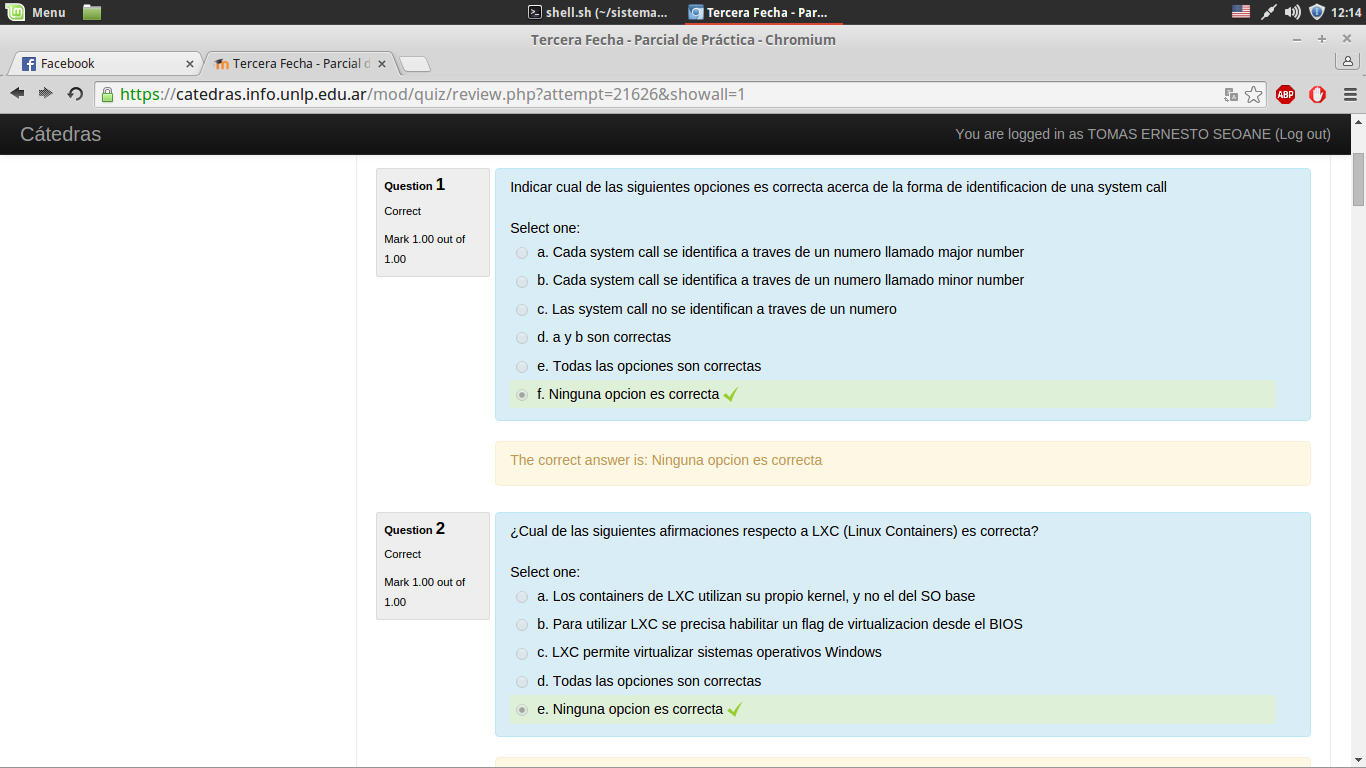 Menu
shell.sh (~/sistema...
Tercera Fecha - Par...
12:14
Tercera Fecha - Parcial de Práctica - Chromium
Facebook
Tercera Fecha - Parcial d
https://catedras.info.unlp.edu.ar/mod/quiz/review.php?attempt=21626&showall=1
ABP
Cátedras
You are logged in as TOMAS ERNESTO SEOANE (Log out)
Question 1
Correct
Mark 1.00 out of
1.00
Indicar cual de las siguientes opciones es correcta acerca de la forma de identificacion de una system call
Select one:
a. Cada system call se identifica a traves de un numero llamado major number
b. Cada system call se identifica a traves de un numero llamado minor number
c. Las system call no se identifican a traves de un numero
d. a y b son correctas
e. Todas las opciones son correctas
f. Ninguna opcion es correcta
The correct answer is: Ninguna opcion es correcta
Question 2
Correct
Mark 1.00 out of
1.00
¿Cual de las siguientes afirmaciones respecto a LXC (Linux Containers) es correcta?
Select one:
a. Los containers de LXC utilizan su propio kernel, y no el del SO base
b. Para utilizar LXC se precisa habilitar un flag de virtualizacion desde el BIOS
c. LXC permite virtualizar sistemas operativos Windows
d. Todas las opciones son correctas
e. Ninguna opcion es correcta